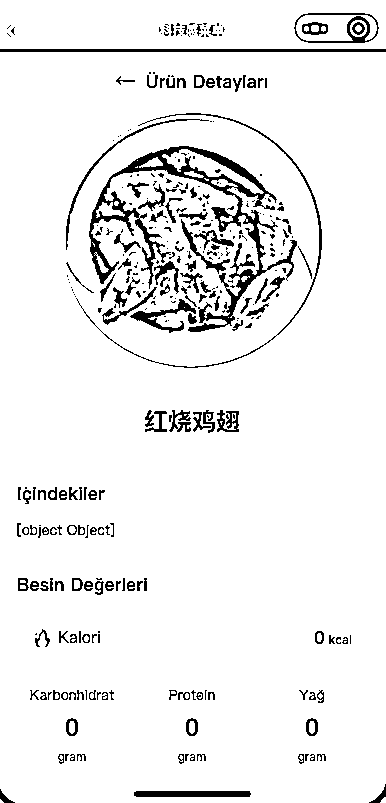 ← Ürün Detayları
红烧鸡翅
İçindekiler
[object Object]
Besin Değerleri
Kalori
0 kcal
Karbonhidrat
Protein
Yağ
0
0
0
gram
gram
gram